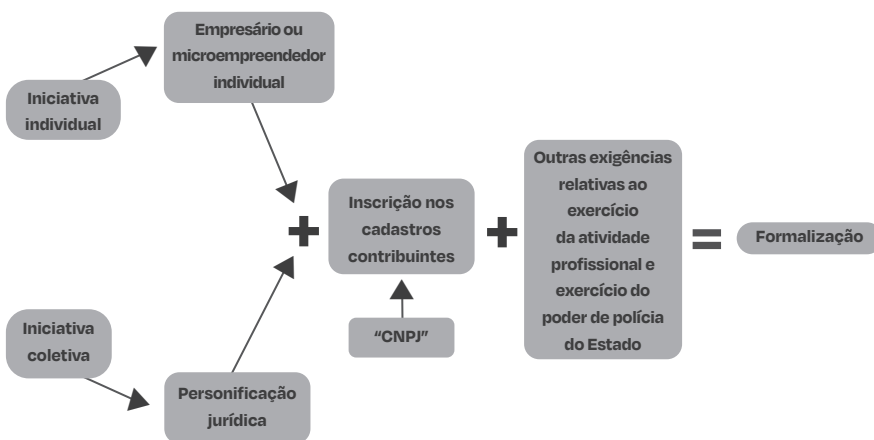 Iniciativa
individual
Empresário ou
microempreendedor
individual
Iniciativa
coletiva
Personificação
jurídica
+
Inscrição nos
cadastros
contribuintes
“CNPJ”
+
Outras exigências
relativas ao
exercício
da atividade
profissional e
exercício do
poder de polícia
do Estado
=
Formalização